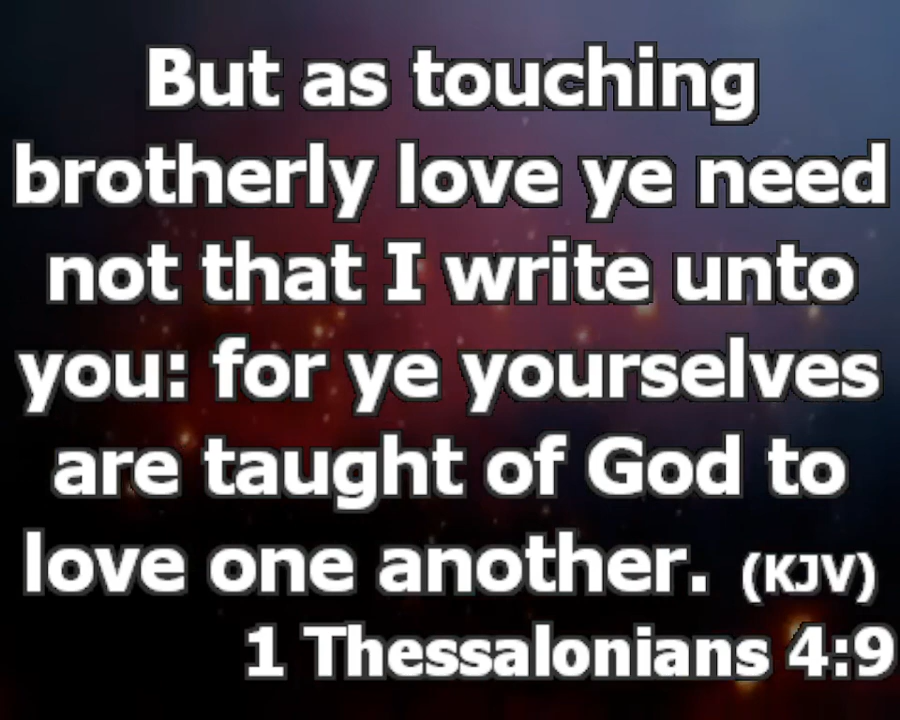 But as touching
brotherly love ye need
not that I write unto
you: for ye yourselves
are taught of God to
love one another. (KJV)
1 Thessalonians 4:9